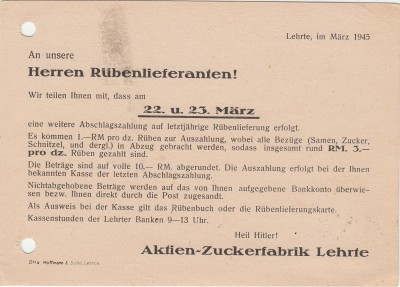 Lehrte, im März 1945
An unsere
Herren Rübenlieferanten!
Wir teilen Ihnen mit, dass am
22. u. 23. März
eine weitere Abschlagszahlung auf letztjährige Rübenlieferung erfolgt.
Es kommen 1.—RM pro dz. Rüben zur Auszahlung, wobei alle Bezüge (Samen, Zucker,
Schnitzel, und dergl.) in Abzug gebracht werden, sodass insgesamt rund RM. 3.—
pro dz. Rüben gezahlt sind.
Die Beträge sind auf volle 10.— RM. abgerundet. Die Auszahlung erfolgt bei der Ihnen
bekannten Kasse der letzten Abschlagszahlung.
Nichtabgehobene Beträge werden auf das von Ihnen aufgegebene Bankkonto überwie-
sen bezw. Ihnen direkt durch die Post zugesandt.
Als Ausweis bei der Kasse gilt das Rübenbuch oder die Rübenlieferungskarte.
Kassenstunden der Lehrter Banken 9—13 Uhr.
Heil Hitler!
Aktien-Zuckerfabrik Lehrte
Otto Hoffmann & Sohn, Lehrte